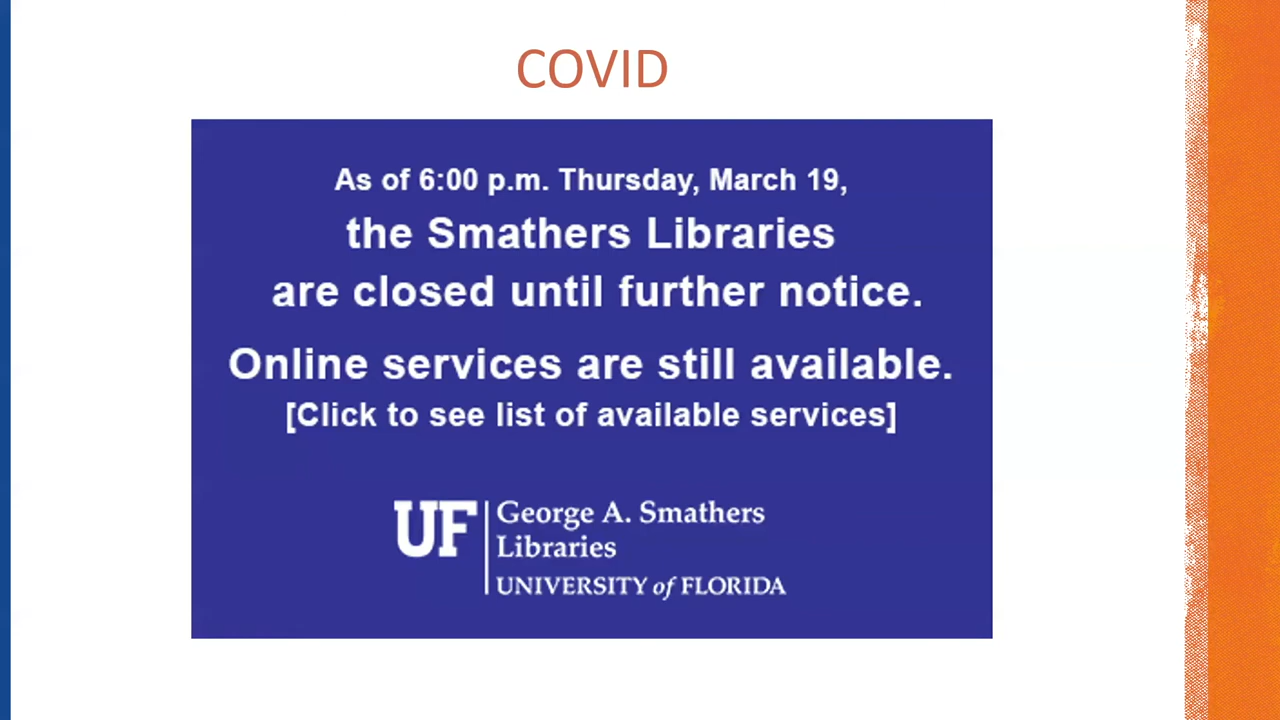 COVID
As of 6:00 p.m. Thursday, March 19,
the Smathers Libraries
are closed until further notice.
Online services are still available.
[Click to see list of available services]
UF
George A. Smathers
Libraries
UNIVERSITY of FLORIDA